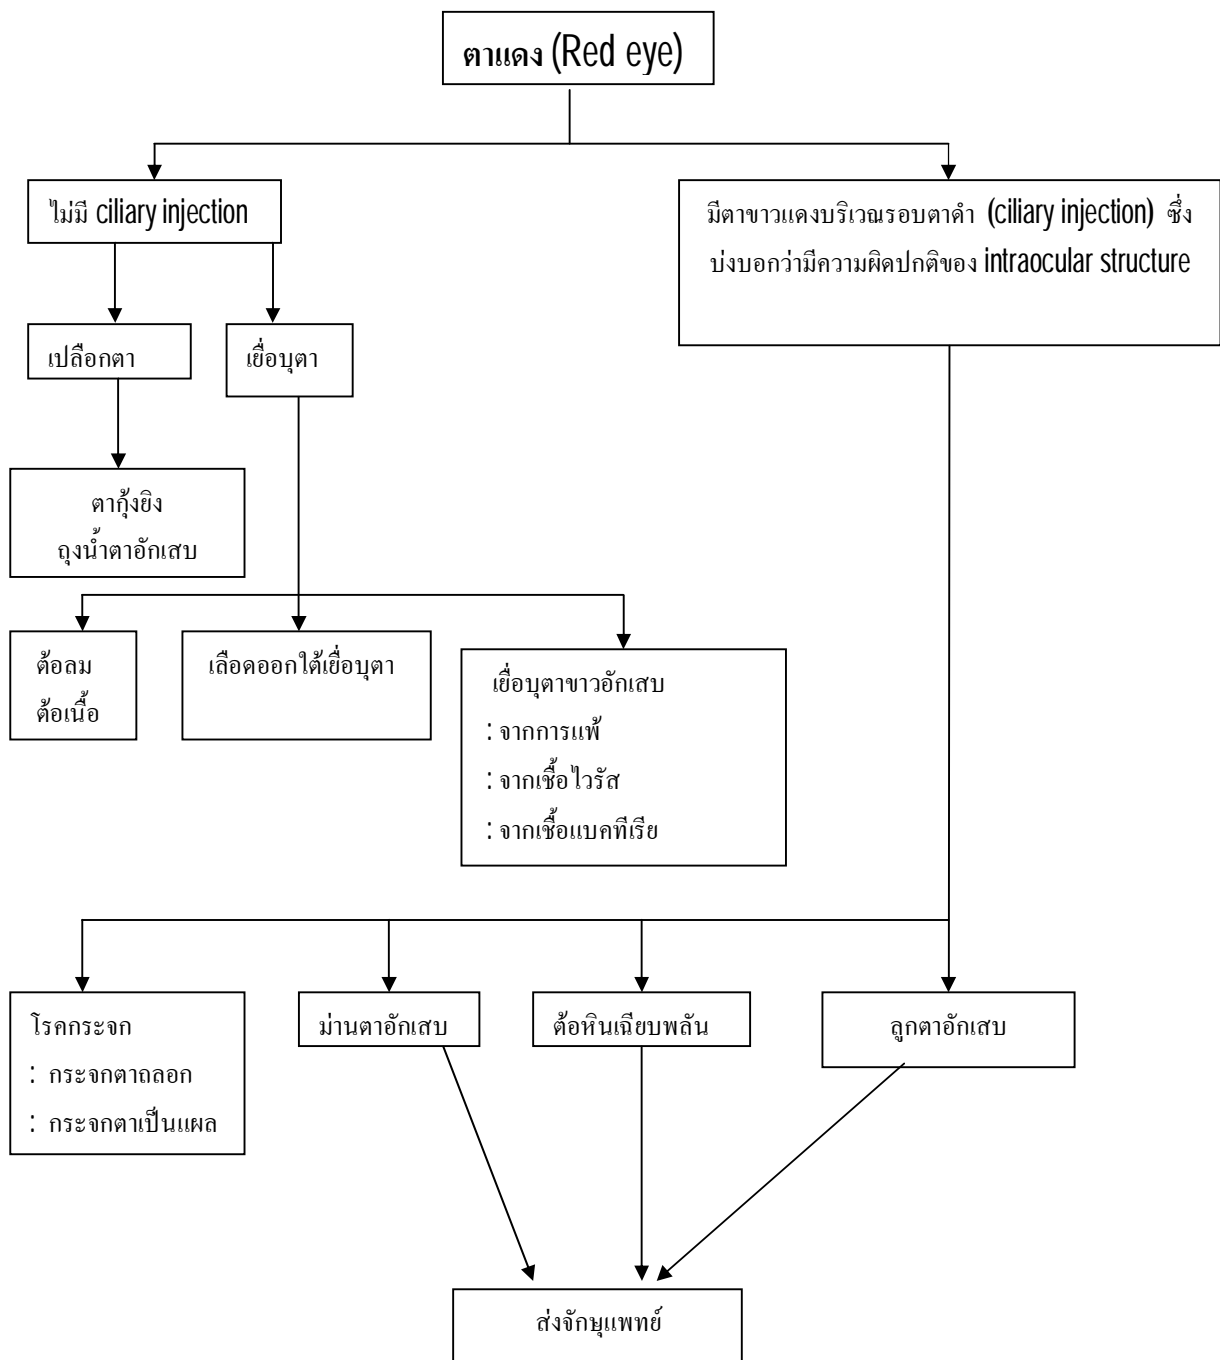 ตาแดง (Red eye)
ไม่มี ciliary injection
มีตาขาวแดงบริเวณรอบตาดำ (ciliary injection) ซึ่ง
บ่งบอกว่ามีความผิดปกติของ intraocular structure
เปลือกตา
เยื่อบุตา
ตากุ้งยิง
ถุงน้ำตาอักเสบ
ต้อลม
ต้อเนื้อ
เลือดออกใต้เยื่อบุตา
เยื่อบุตาขาวอักเสบ
: จากการแพ้
: จากเชื้อไวรัส
: จากเชื้อแบคทีเรีย
โรคกระจก
: กระจกตาถลอก
: กระจกตาเป็นแผล
ม่านตาอักเสบ
ต้อหินเฉียบพลัน
ลูกตาอักเสบ
ส่งจักษุแพทย์